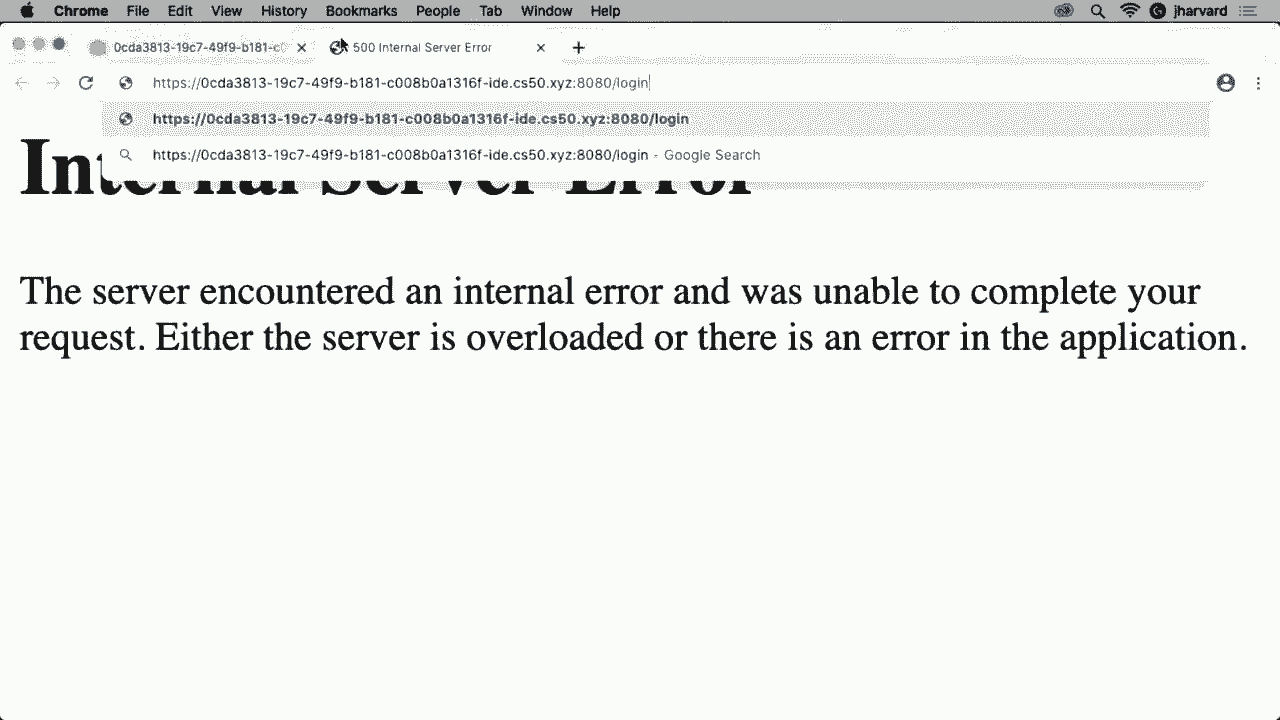 Chrome File Edit View History Bookmarks People Tab Window Help jharvard
0cda3813-19c7-49f9-b181-c0 500 Internal Server Error
https://0cda3813-19c7-49f9-b181-c008b0a1316f-ide.cs50.xyz:8080/login
https://0cda3813-19c7-49f9-b181-c008b0a1316f-ide.cs50.xyz:8080/login
https://0cda3813-19c7-49f9-b181-c008b0a1316f-ide.cs50.xyz:8080/login - Google Search
Internal Server Error
The server encountered an internal error and was unable to complete your
request. Either the server is overloaded or there is an error in the application.